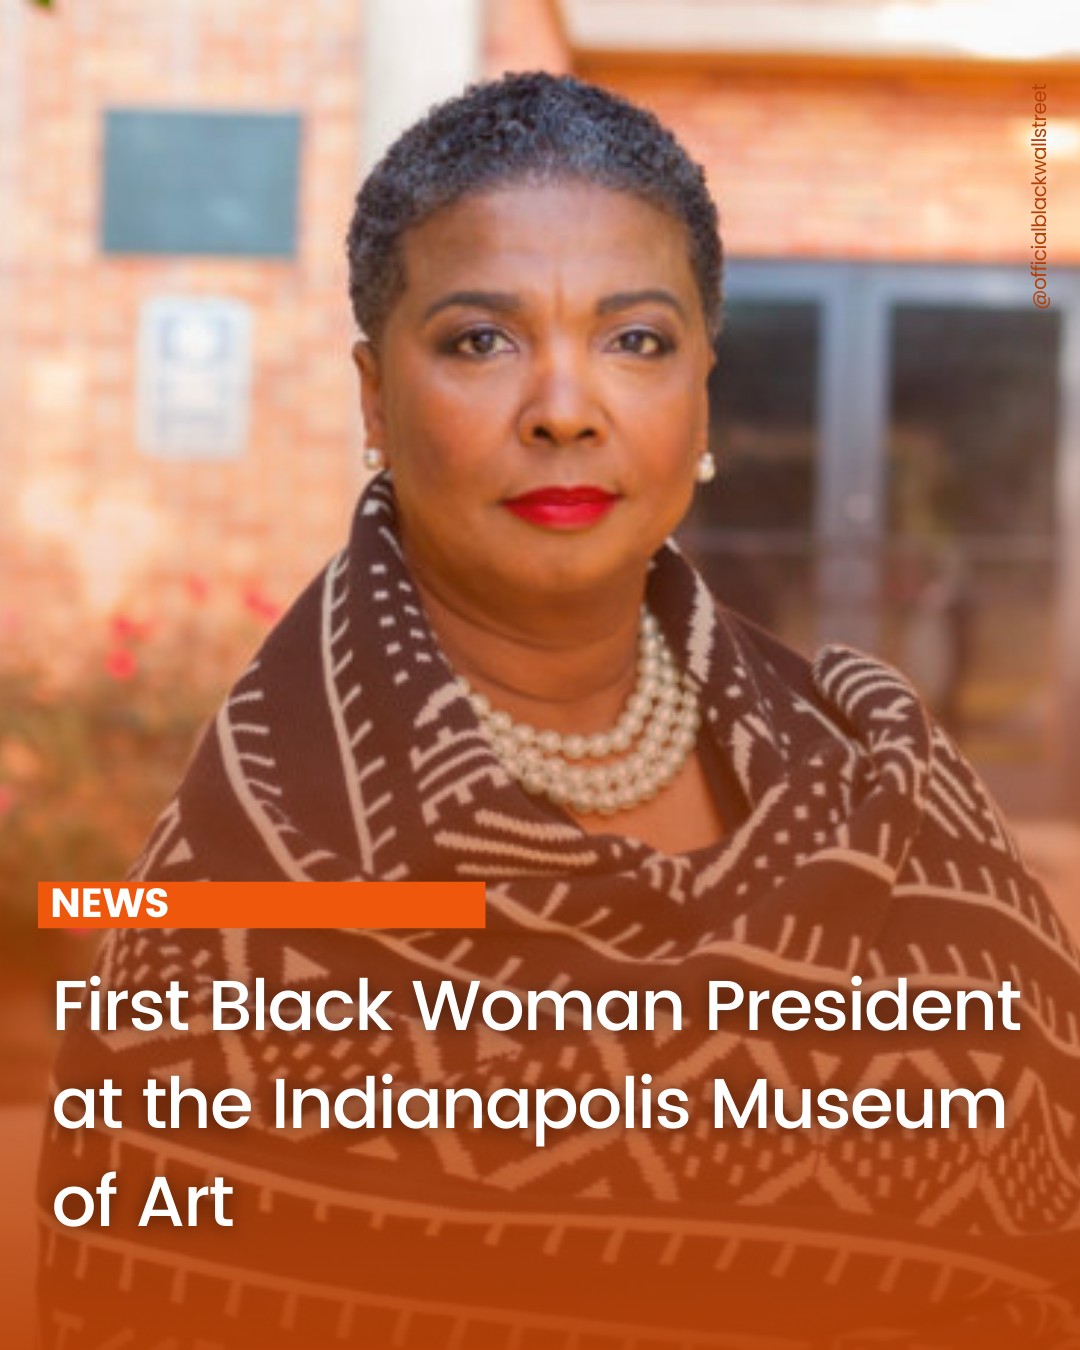 @officialblackwallstreet
NEWS
First Black Woman President
at the Indianapolis Museum
of Art